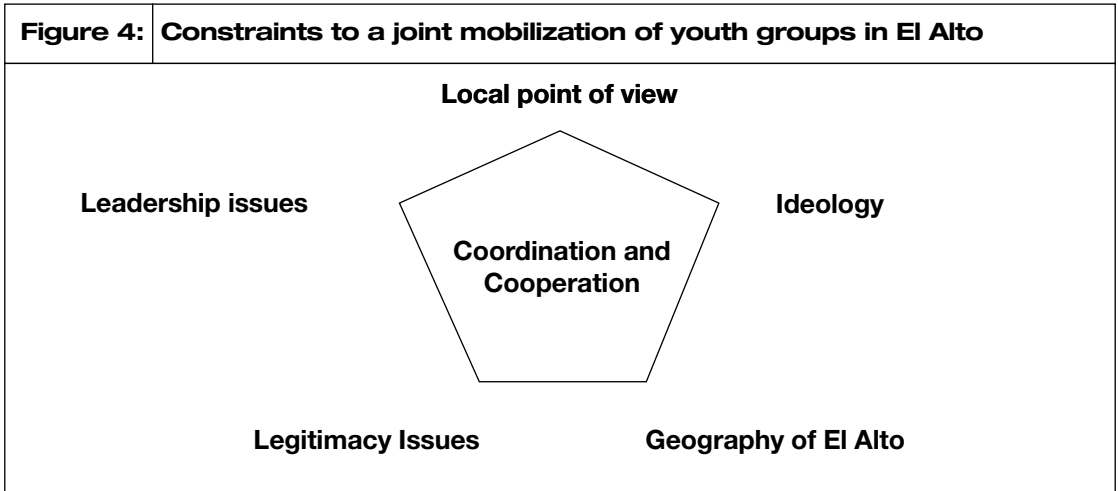 Figure 4: Constraints to a joint mobilization of youth groups in El Alto
Local point of view
Leadership issues
Ideology
Coordination and
Cooperation
Legitimacy Issues
Geography of El Alto